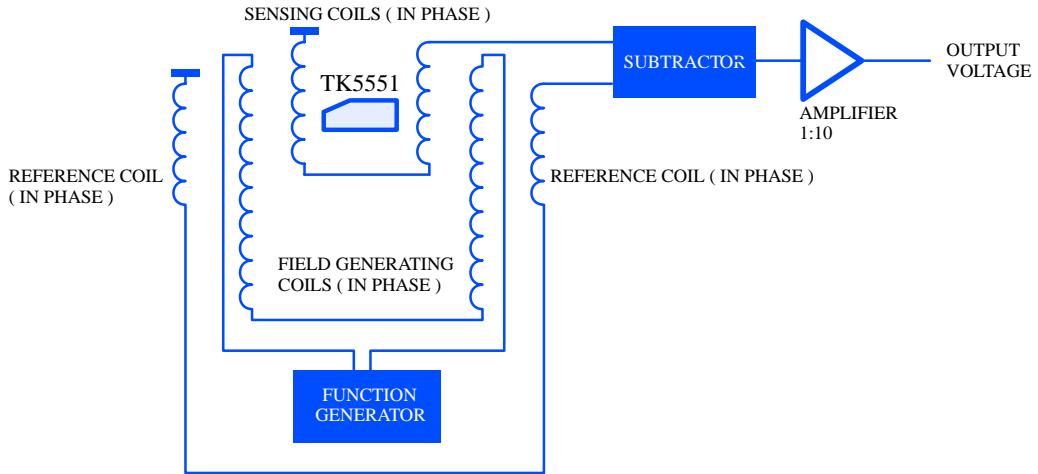 SENSING COILS ( IN PHASE )
TK5551
SUBTRACTOR
OUTPUT
VOLTAGE
AMPLIFIER
1:10
REFERENCE COIL
( IN PHASE )
REFERENCE COIL ( IN PHASE )
FIELD GENERATING
COILS ( IN PHASE )
FUNCTION
GENERATOR